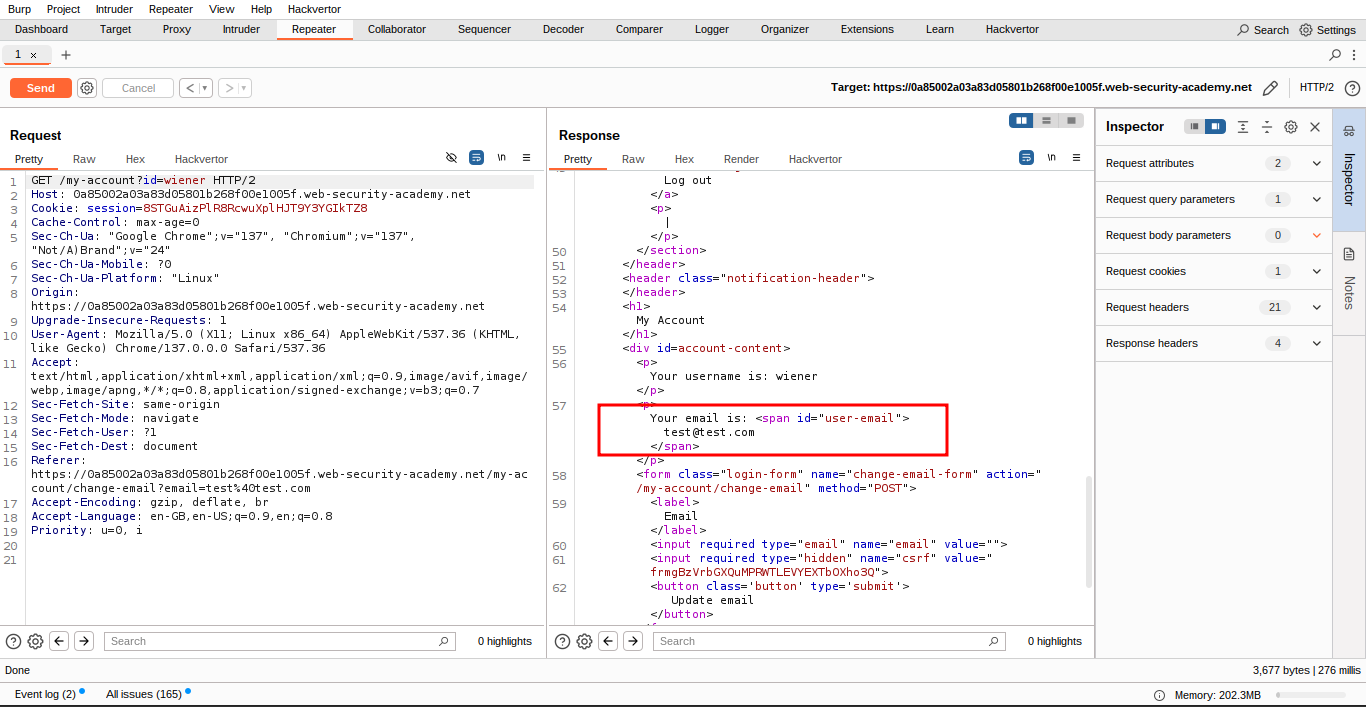 Burp Project Intruder Repeater View Help Hackvertor
Dashboard Target Proxy Intruder Repeater Collaborator Sequencer Decoder Comparer Logger Organizer Extensions Learn Hackvertor Search Settings
1 × +
Send Cancel < ▾ > ▾ Target: https://0a85002a03a83d05801b268f00e1005f.web-security-academy.net HTTP/2
Request
Pretty Raw Hex Hackvertor \n
1 GET /my-account?id=wiener HTTP/2
2 Host: 0a85002a03a83d05801b268f00e1005f.web-security-academy.net
3 Cookie: session=8STGuAizPlR8RcwuXplHJT9Y3YGIkTZ8
4 Cache-Control: max-age=0
5 Sec-Ch-Ua: "Google Chrome";v="137", "Chromium";v="137",
"Not/A)Brand";v="24"
6 Sec-Ch-Ua-Mobile: ?0
7 Sec-Ch-Ua-Platform: "Linux"
8 Origin:
https://0a85002a03a83d05801b268f00e1005f.web-security-academy.net
9 Upgrade-Insecure-Requests: 1
10 User-Agent: Mozilla/5.0 (X11; Linux x86_64) AppleWebKit/537.36 (KHTML,
like Gecko) Chrome/137.0.0.0 Safari/537.36
11 Accept:
text/html,application/xhtml+xml,application/xml;q=0.9,image/avif,image/
webp,image/apng,*/*;q=0.8,application/signed-exchange;v=b3;q=0.7
12 Sec-Fetch-Site: same-origin
13 Sec-Fetch-Mode: navigate
14 Sec-Fetch-User: ?1
15 Sec-Fetch-Dest: document
16 Referer:
https://0a85002a03a83d05801b268f00e1005f.web-security-academy.net/my-ac
count/change-email?email=test%40test.com
17 Accept-Encoding: gzip, deflate, br
18 Accept-Language: en-GB,en-US;q=0.9,en;q=0.8
19 Priority: u=0, i
20
21
Search 0 highlights
Response
Pretty Raw Hex Render Hackvertor \n
Log out
</a>
<p>
|
</p>
50 </section>
51 </header>
52 <header class="notification-header">
53 </header>
54 <h1>
My Account
</h1>
55 <div id=account-content>
56 <p>
Your username is: wiener
</p>
57 <p>
Your email is: <span id="user-email">
test@test.com
</span>
</p>
58 <form class="login-form" name="change-email-form" action="
/my-account/change-email" method="POST">
59 <label>
Email
</label>
60 <input required type="email" name="email" value="">
61 <input required type="hidden" name="csrf" value="
frmgBzVrbGXQuMPRWTLEVYEXTbOXho3Q">
62 <button class='button' type='submit'>
Update email
</button>
Search 0 highlights
Inspector
Request attributes 2
Request query parameters 1
Request body parameters 0
Request cookies 1
Request headers 21
Response headers 4
Inspector
Notes
Done 3,677 bytes | 276 millis
Event log (2) All issues (165) Memory: 202.3MB